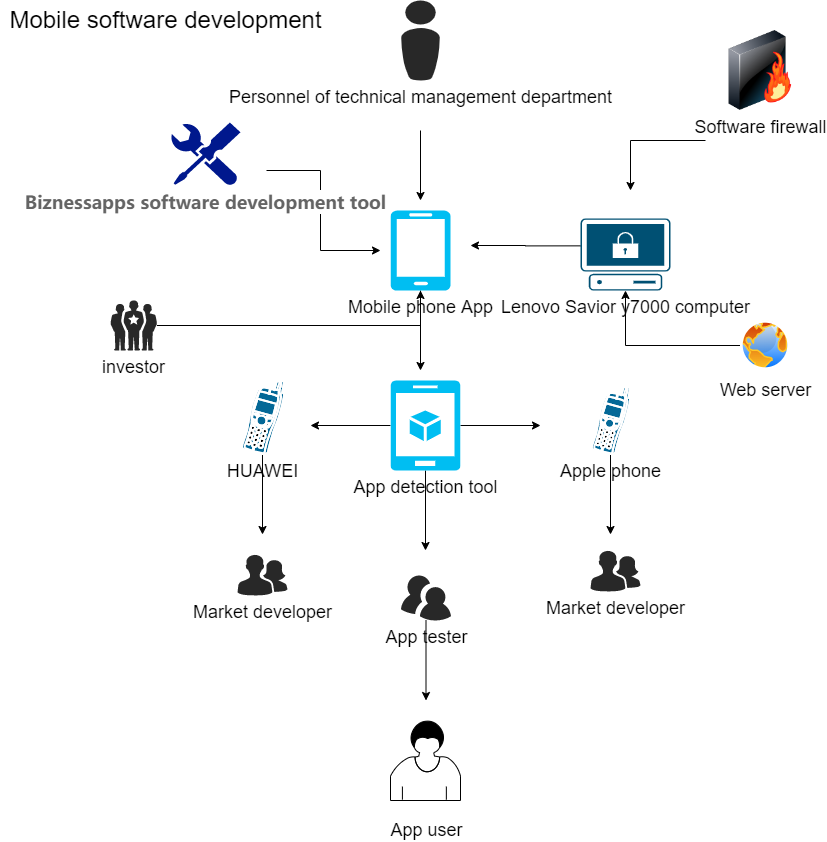 Mobile software development
Personnel of technical management department
Software firewall
Biznessapps software development tool
Mobile phone App
Lenovo Savior y7000 computer
investor
Web server
HUAWEI
App detection tool
Apple phone
Market developer
App tester
Market developer
App user